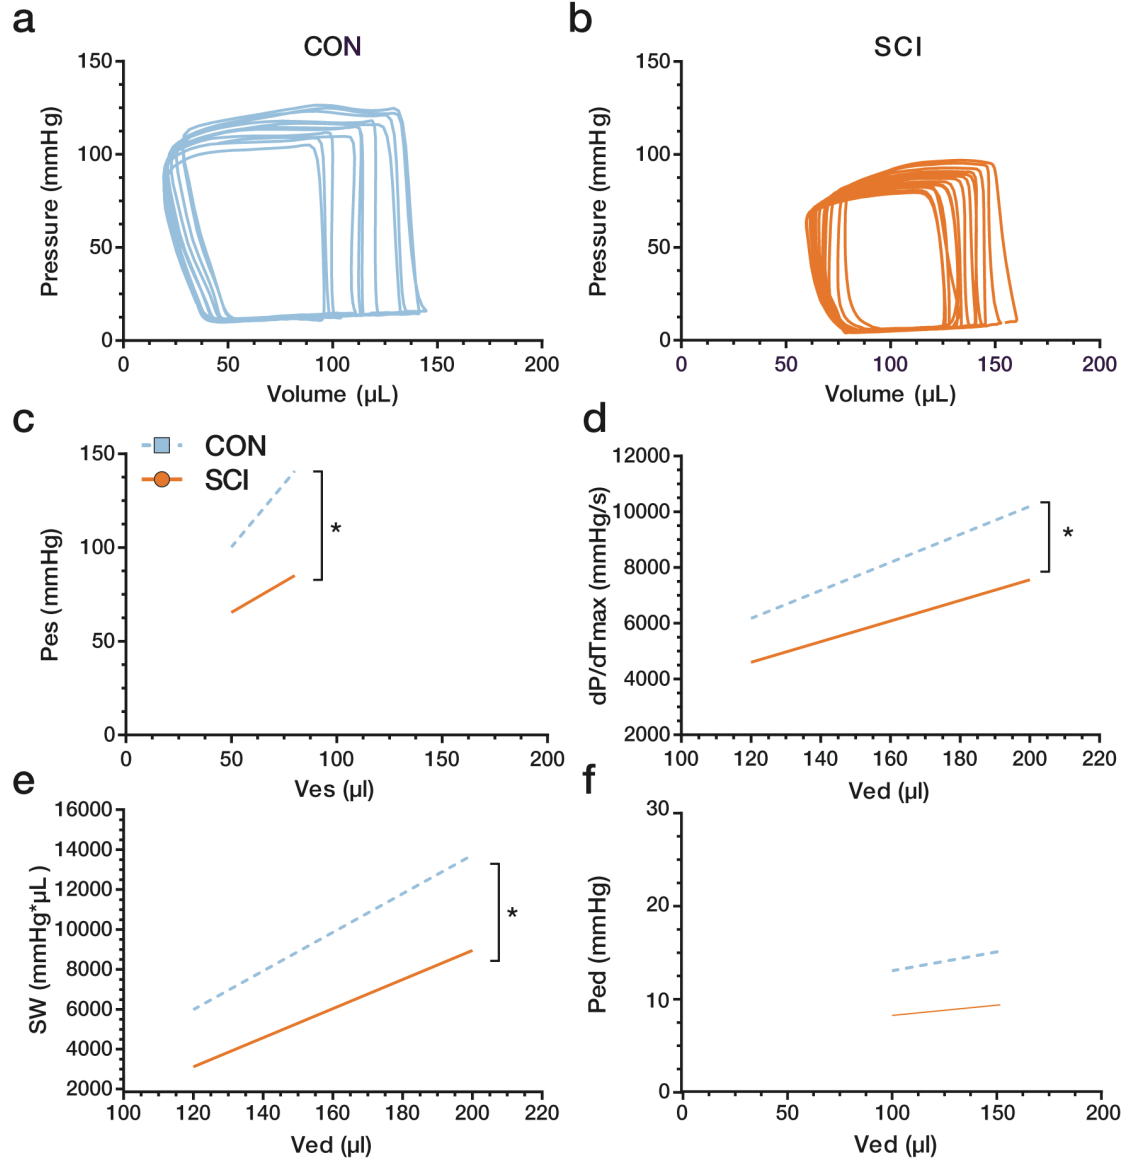 a
CON
150
100
50
0
Pressure (mmHg)
0 50 100 150 200
Volume (µL)
b
SCI
150
100
50
0
Pressure (mmHg)
0 50 100 150 200
Volume (µL)
c
CON
SCI
150
100
50
0
Pes (mmHg)
*
0 50 100 150 200
Ves (µl)
d
12000
10000
8000
6000
4000
2000
dP/dTmax (mmHg/s)
*
100 120 140 160 180 200 220
Ved (µl)
e
16000
14000
12000
10000
8000
6000
4000
2000
SW (mmHg*µL )
*
100 120 140 160 180 200 220
Ved (µl)
f
30
20
10
0
Ped (mmHg)
0 50 100 150 200
Ved (µl)